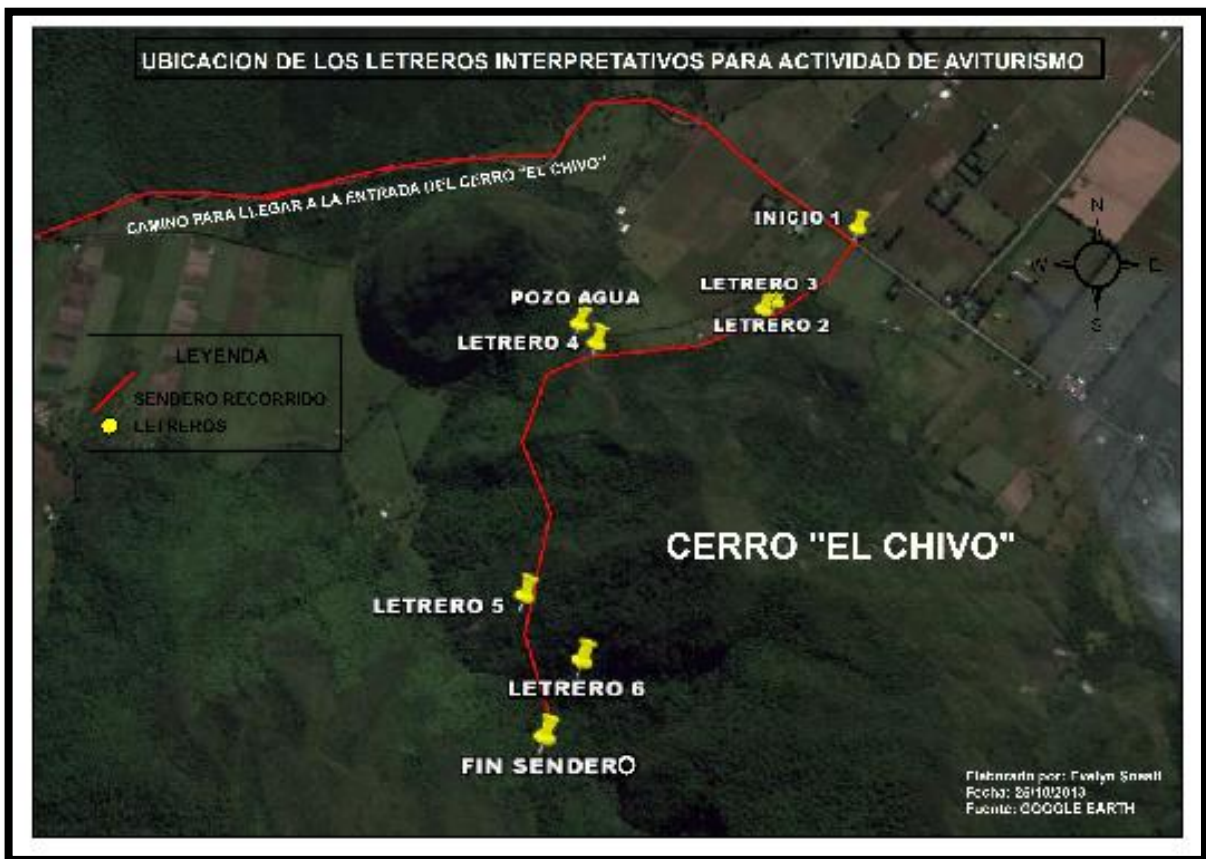 UBICACION DE LOS LETREROS INTERPRETATIVOS PARA ACTIVIDAD DE AVITURISMO
CAMINO PARA LLEGAR A LA ENTRADA DEL CERRO "EL CHIVO"
INICIO 1
N
W
E
S
LETRERO 3
POZO AGUA
LETRERO 2
LETRERO 4
LEYENDA
SENDERO RECORRIDO
LETREROS
CERRO "EL CHIVO"
LETRERO 5
LETRERO 6
FIN SENDERO
Elaborado por: Evelyn
Fecha:
Fuente: GOOGLE EARTH